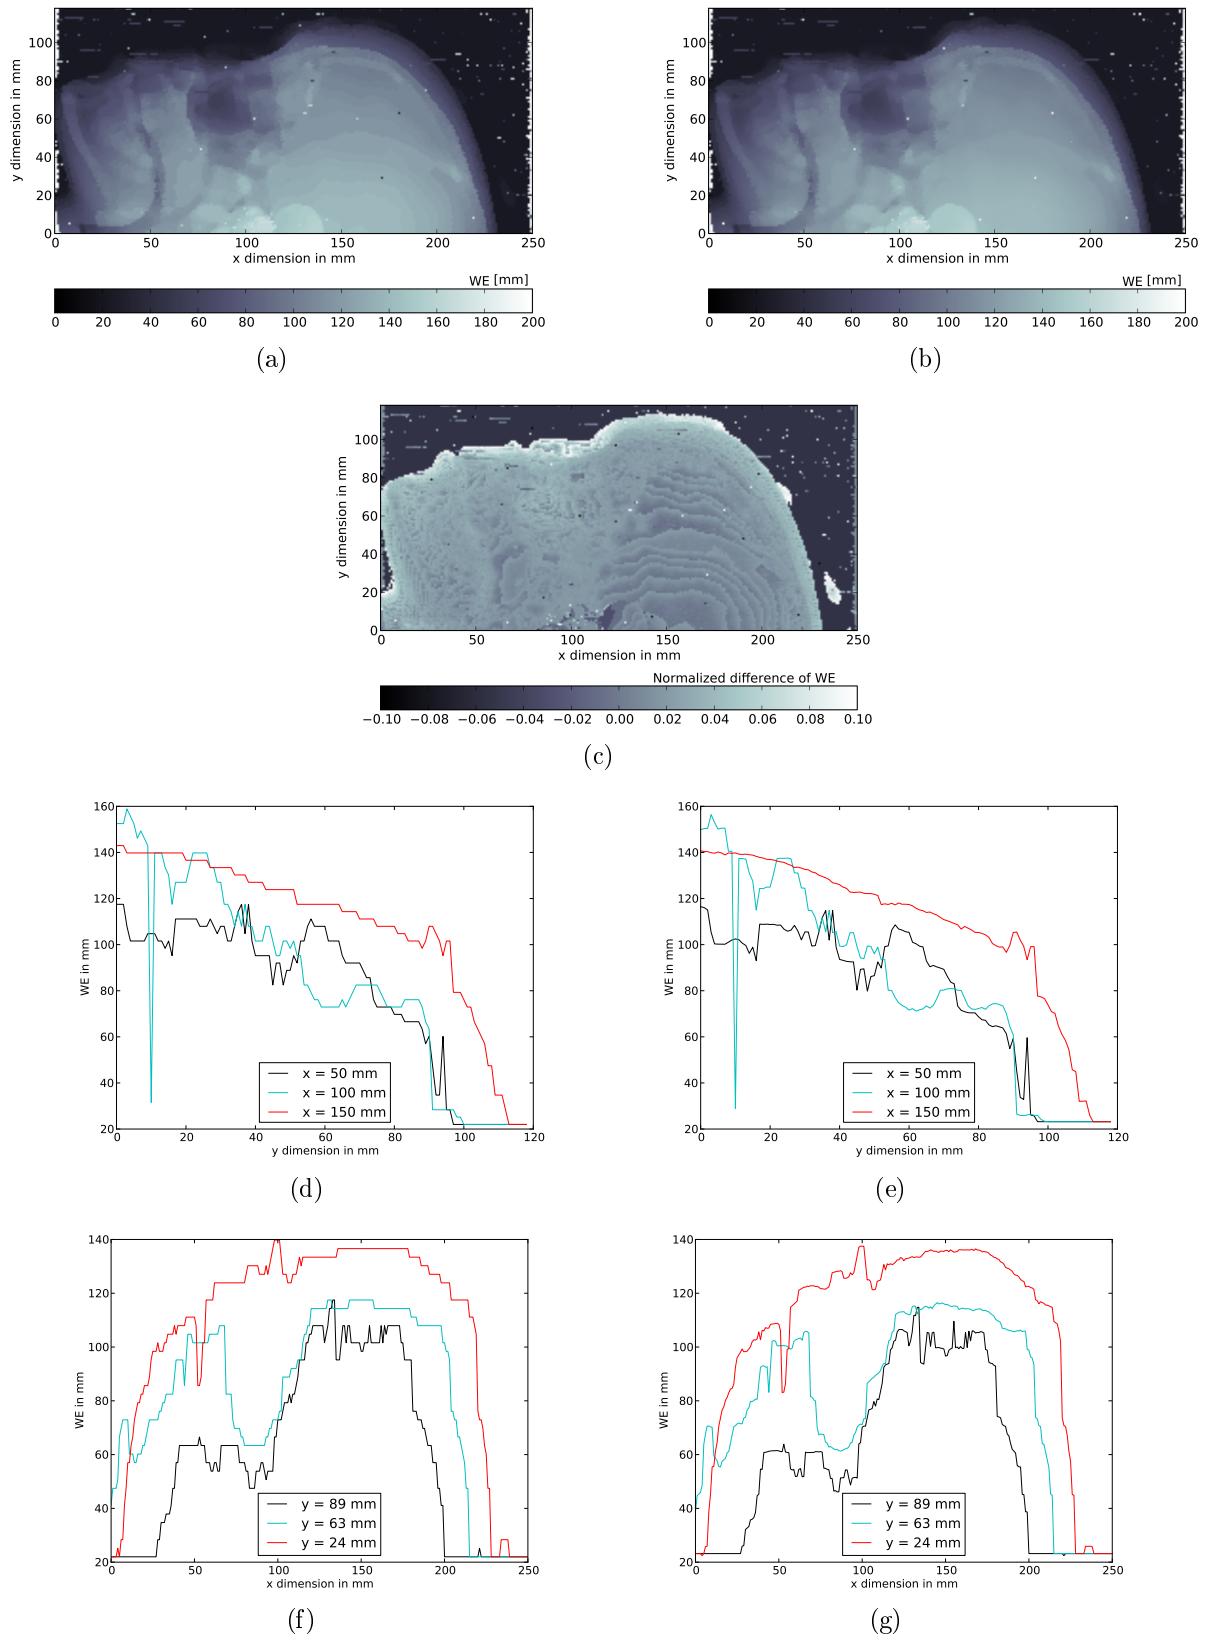 100
80
60
40
20
0
y dimension in mm
0 50 100 150 200 250
x dimension in mm
WE [mm]
0 20 40 60 80 100 120 140 160 180 200
(a)
100
80
60
40
20
0
y dimension in mm
0 50 100 150 200 250
x dimension in mm
WE [mm]
0 20 40 60 80 100 120 140 160 180 200
(b)
100
80
60
40
20
0
y dimension in mm
0 50 100 150 200 250
x dimension in mm
Normalized difference of WE
−0.10 −0.08 −0.06 −0.04 −0.02 0.00 0.02 0.04 0.06 0.08 0.10
(c)
160
140
120
100
80
60
40
20
WE in mm
x = 50 mm
x = 100 mm
x = 150 mm
0 20 40 60 80 100 120
y dimension in mm
(d)
160
140
120
100
80
60
40
20
WE in mm
x = 50 mm
x = 100 mm
x = 150 mm
0 20 40 60 80 100 120
y dimension in mm
(e)
140
120
100
80
60
40
20
WE in mm
y = 89 mm
y = 63 mm
y = 24 mm
0 50 100 150 200 250
x dimension in mm
(f)
140
120
100
80
60
40
20
WE in mm
y = 89 mm
y = 63 mm
y = 24 mm
0 50 100 150 200 250
x dimension in mm
(g)